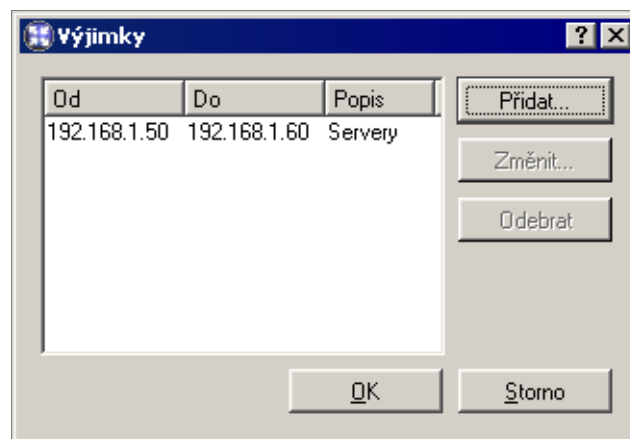 Výjimky
Od Do Popis
192.168.1.50 192.168.1.60 Servery
Přidat...
Změnit...
Odebrat
OK Storno